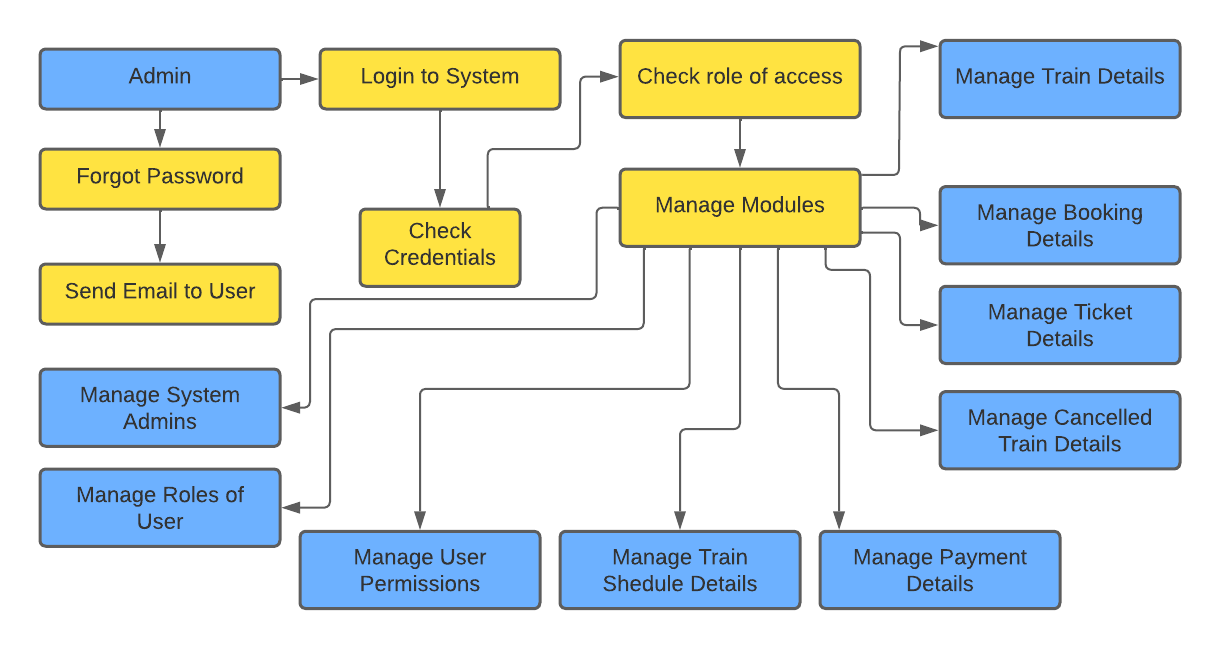 Admin
Login to System
Check role of access
Manage Train Details
Forgot Password
Manage Modules
Check
Credentials
Manage Booking
Details
Send Email to User
Manage Ticket
Details
Manage System
Admins
Manage Cancelled
Train Details
Manage Roles of
User
Manage User
Permissions
Manage Train
Shedule Details
Manage Payment
Details